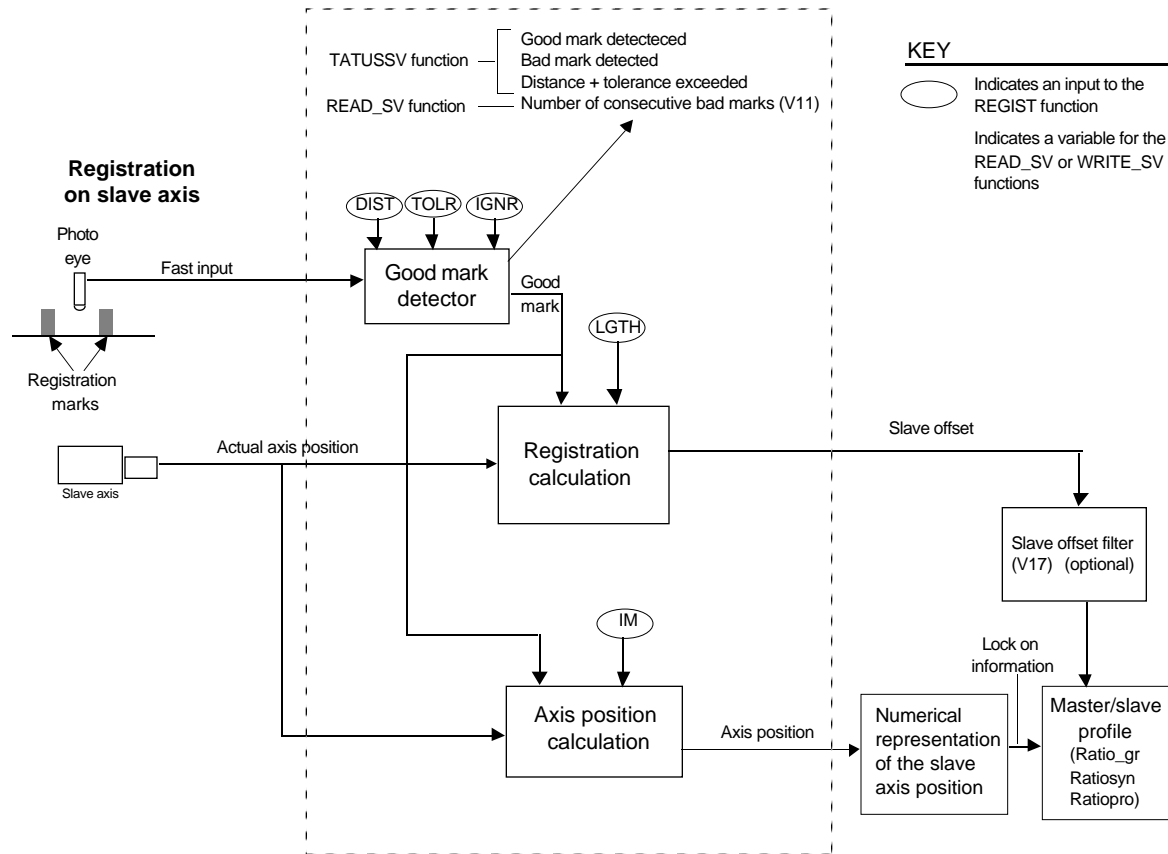 Good mark detecteced
TATUSSV function
Bad mark detected
Distance + tolerance exceeded
READ_SV function
Number of consecutive bad marks (V11)
KEY
Indicates an input to the
REGIST function
Indicates a variable for the
READ_SV or WRITE_SV
functions
Registration
on slave axis
Photo
eye
Fast input
DIST
TOLR
IGNR
Good mark
detector
Good
mark
LGTH
Registration
marks
Slave axis
Actual axis position
Registration
calculation
Slave offset
Slave offset filter
(V17) (optional)
IM
Axis position
calculation
Axis position
Lock on
information
Numerical
representation
of the slave
axis position
Master/slave
profile
(Ratio_gr
Ratiosyn
Ratiopro)